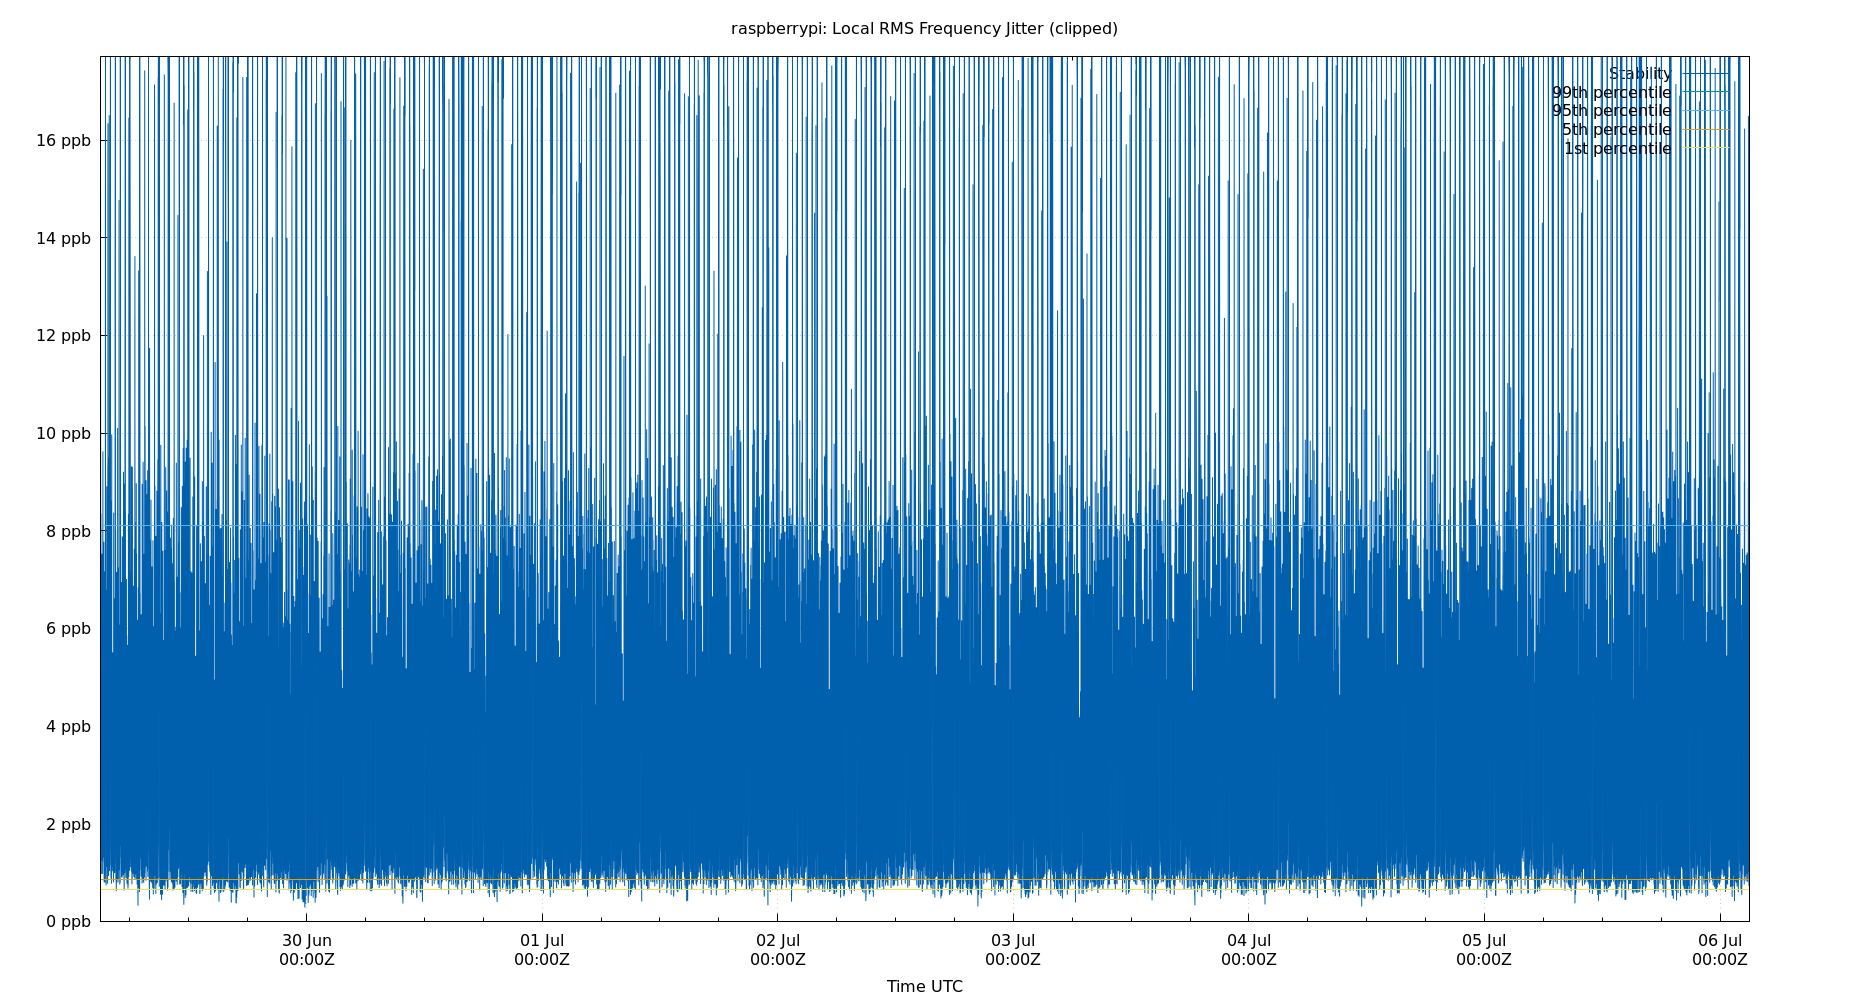 raspberrypi: Local RMS Frequency Jitter (clipped)
Stability
99th percentile
95th percentile
5th percentile
1st percentile
16 ppb
14 ppb
12 ppb
10 ppb
8 ppb
6 ppb
4 ppb
2 ppb
0 ppb
30 Jun 01 Jul 02 Jul 03 Jul 04 Jul 05 Jul 06 Jul
00:00Z 00:00Z 00:00Z 00:00Z 00:00Z 00:00Z 00:00Z
Time UTC